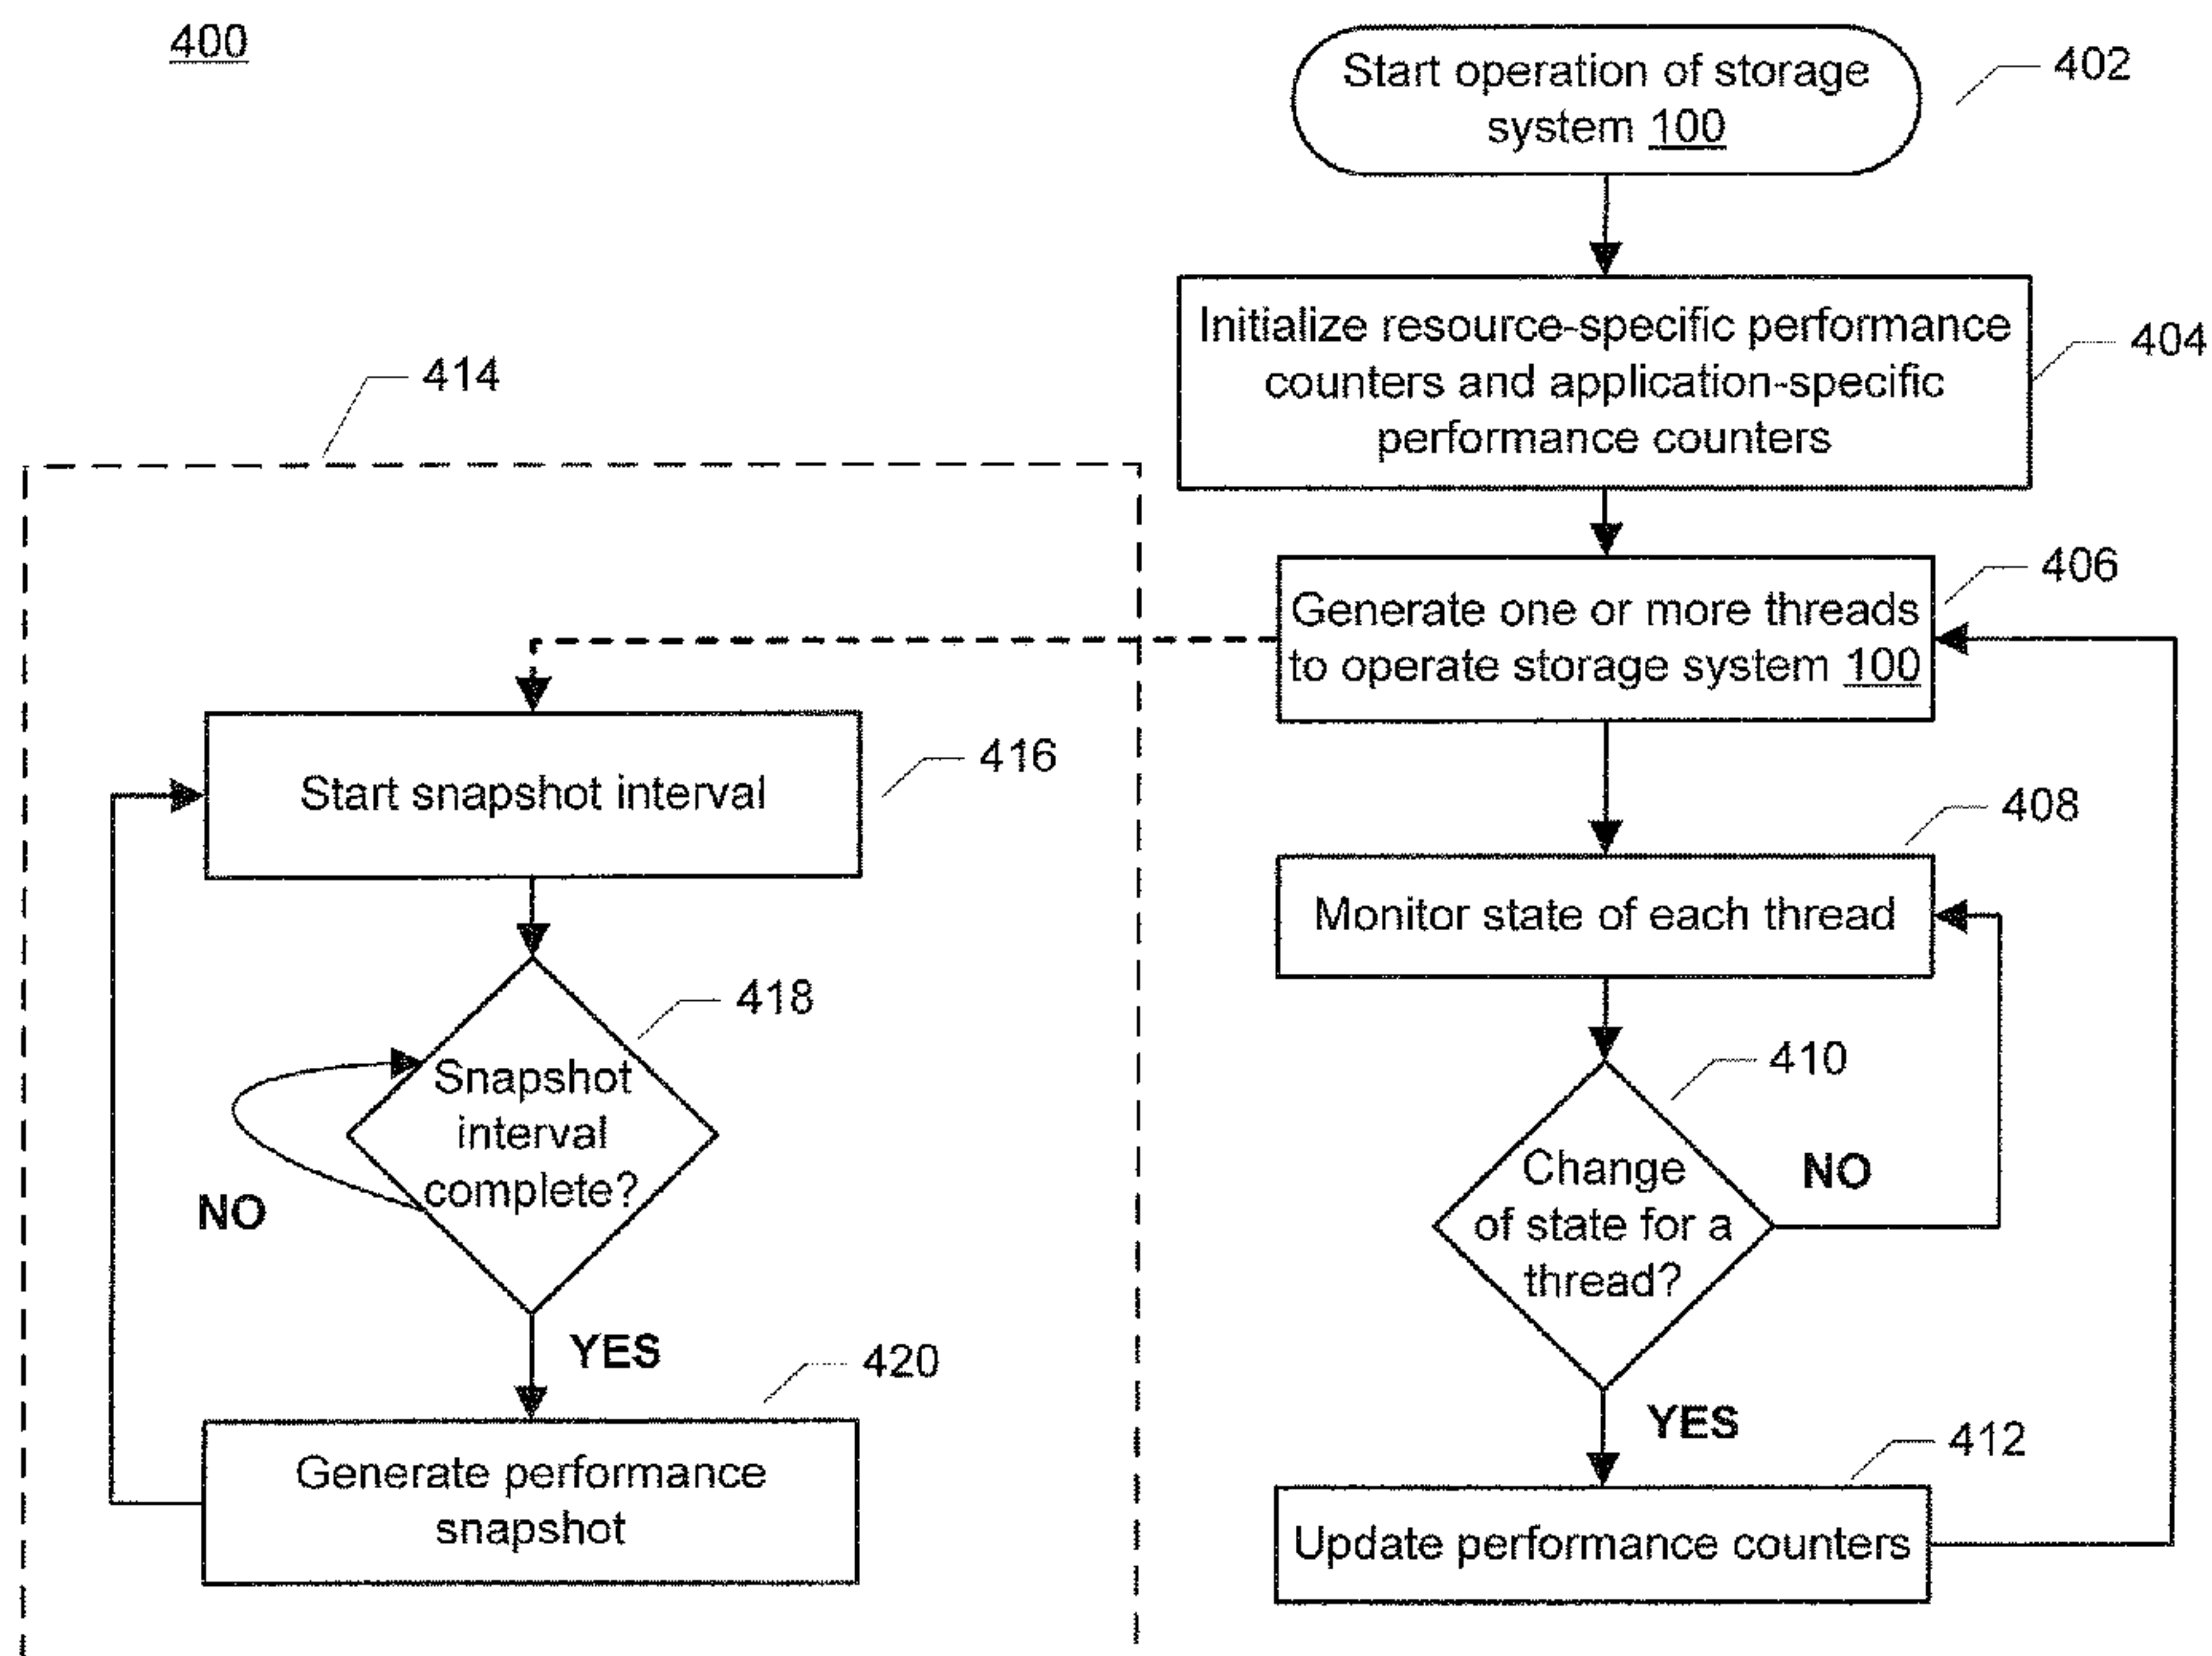 400
Start operation of storage
system 100
402
Initialize resource-specific performance
counters and application-specific
performance counters
404
414
Generate one or more threads
to operate storage system 100
406
Start snapshot interval
416
Monitor state of each thread
408
Snapshot
interval
complete?
418
NO
YES
Change
of state for a
thread?
410
NO
YES
Generate performance
snapshot
420
Update performance counters
412